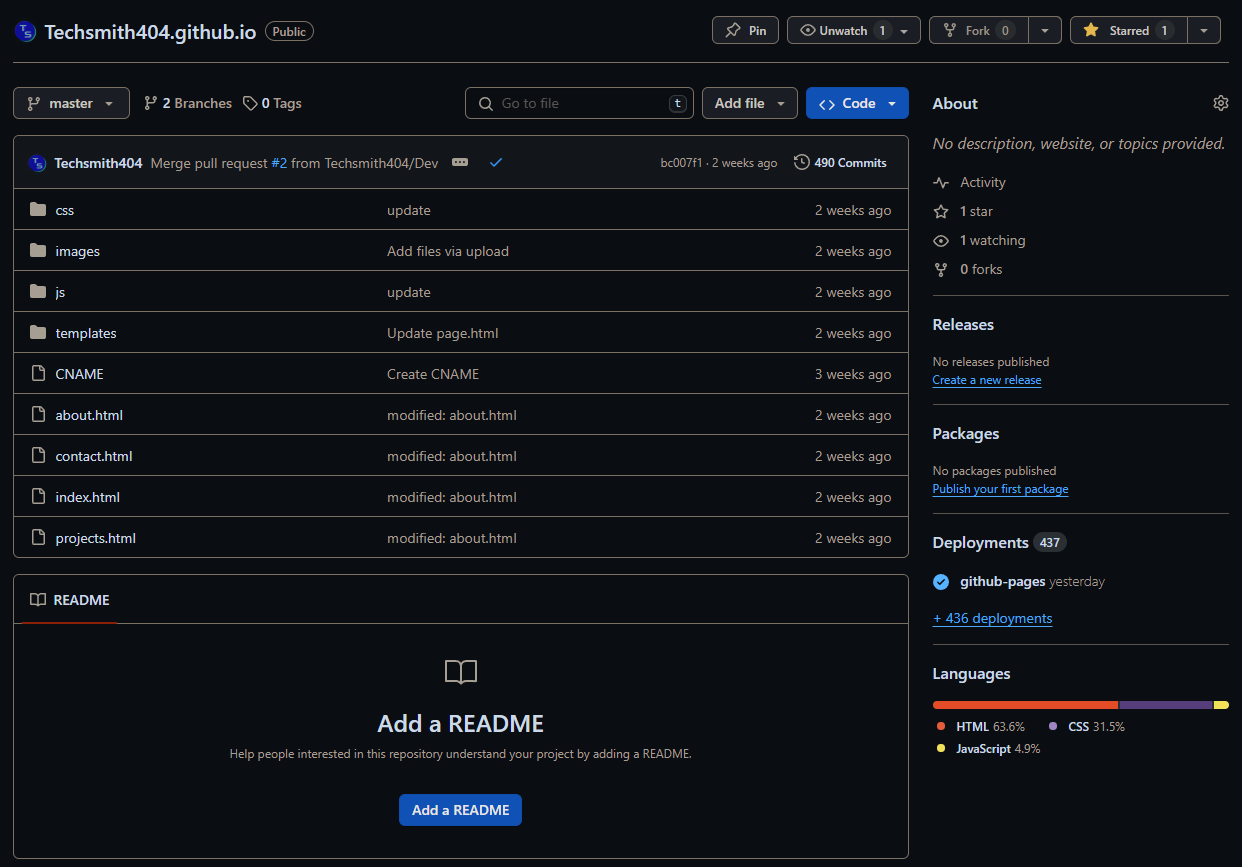 Techsmith404.github.io Public Pin Unwatch 1 Fork 0 Starred 1
master 2 Branches 0 Tags Go to file t Add file Code
Techsmith404 Merge pull request #2 from Techsmith404/Dev bc007f1 · 2 weeks ago 490 Commits
css update 2 weeks ago
images Add files via upload 2 weeks ago
js update 2 weeks ago
templates Update page.html 2 weeks ago
CNAME Create CNAME 3 weeks ago
about.html modified: about.html 2 weeks ago
contact.html modified: about.html 2 weeks ago
index.html modified: about.html 2 weeks ago
projects.html modified: about.html 2 weeks ago
README
Add a README
Help people interested in this repository understand your project by adding a README.
Add a README
About
No description, website, or topics provided.
Activity
1 star
1 watching
0 forks
Releases
No releases published
Create a new release
Packages
No packages published
Publish your first package
Deployments 437
github-pages yesterday
+ 436 deployments
Languages
HTML 63.6% CSS 31.5%
JavaScript 4.9%